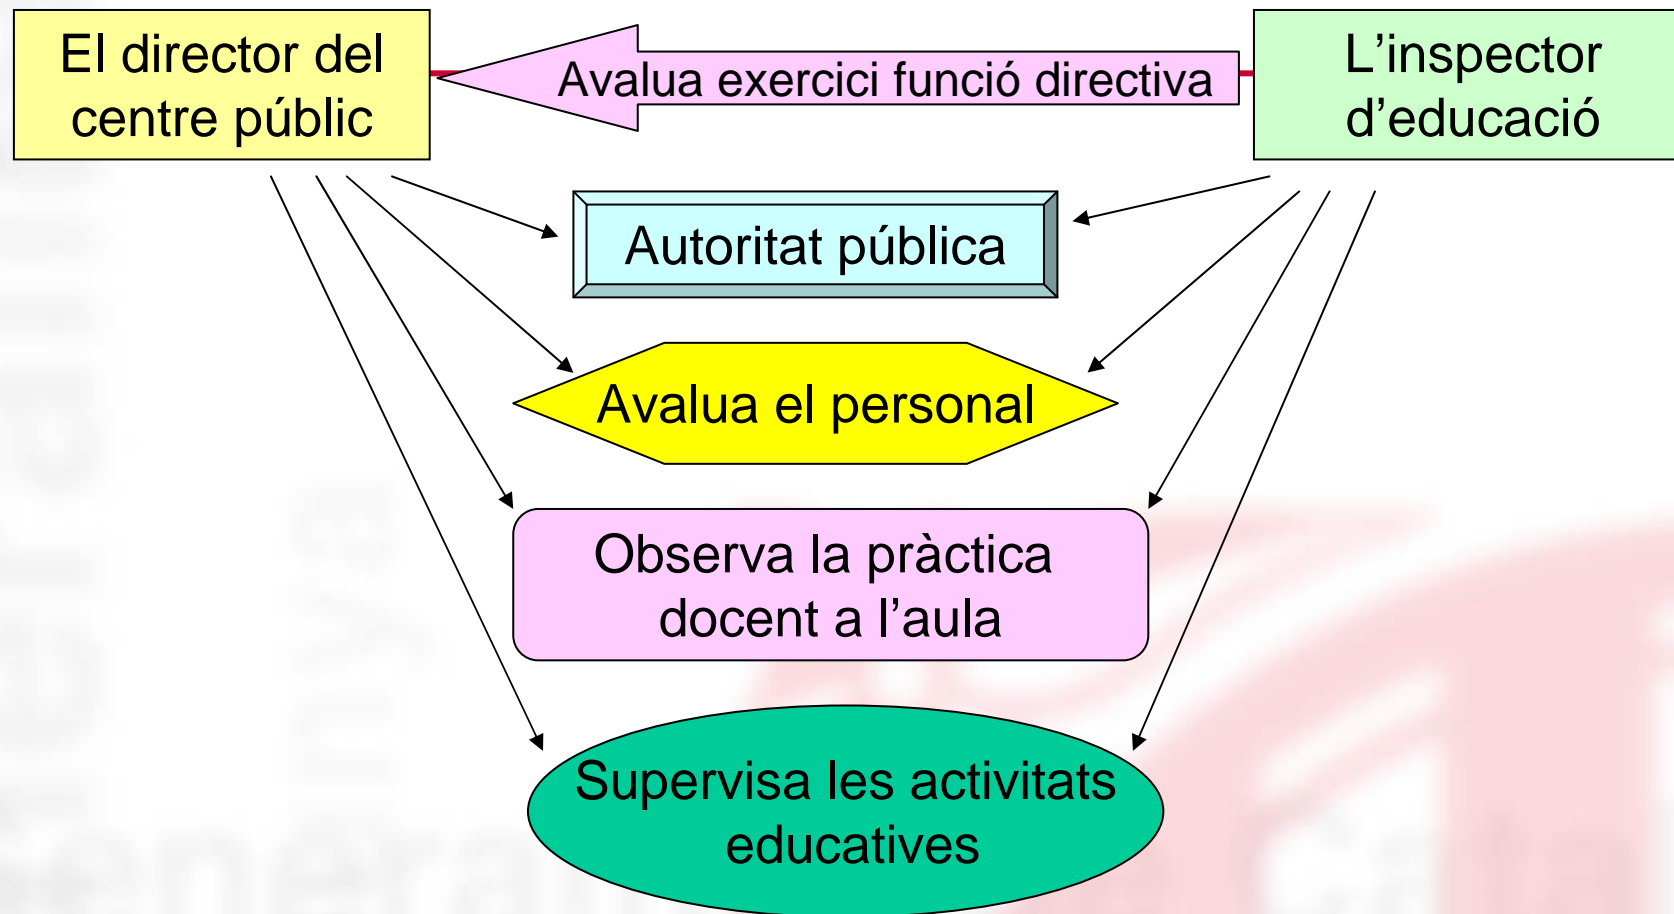 El director del
centre públic
Avalua exercici funció directiva
L’inspector
d’educació
Autoritat pública
Avalua el personal
Observa la pràctica
docent a l’aula
Supervisa les activitats
educatives